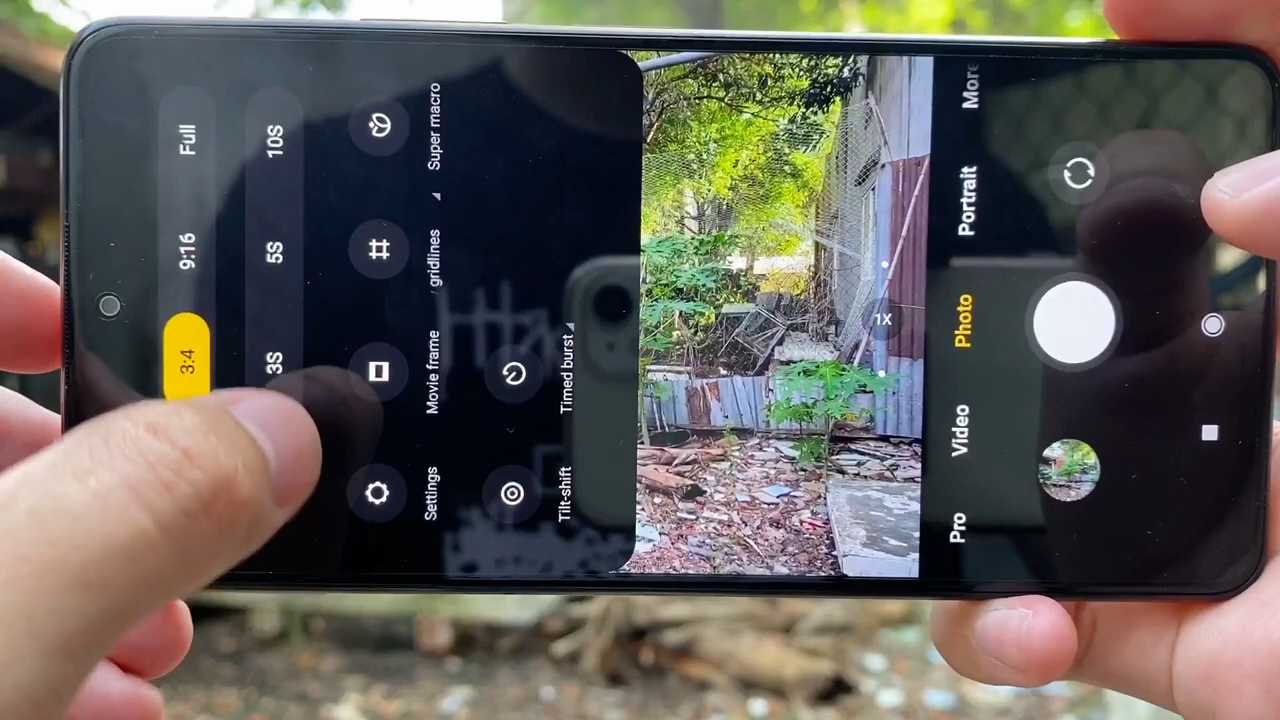 3:4 9:16 Full
3S 5S 10S
Settings Movie frame gridlines Super macro
Tilt-shift Timed burst
1X
Pro Video Photo Portrait More